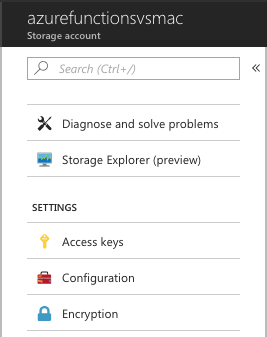 azurefunctionsvsmac
Storage account
Search (Ctrl+/)
Diagnose and solve problems
Storage Explorer (preview)
SETTINGS
Access keys
Configuration
Encryption